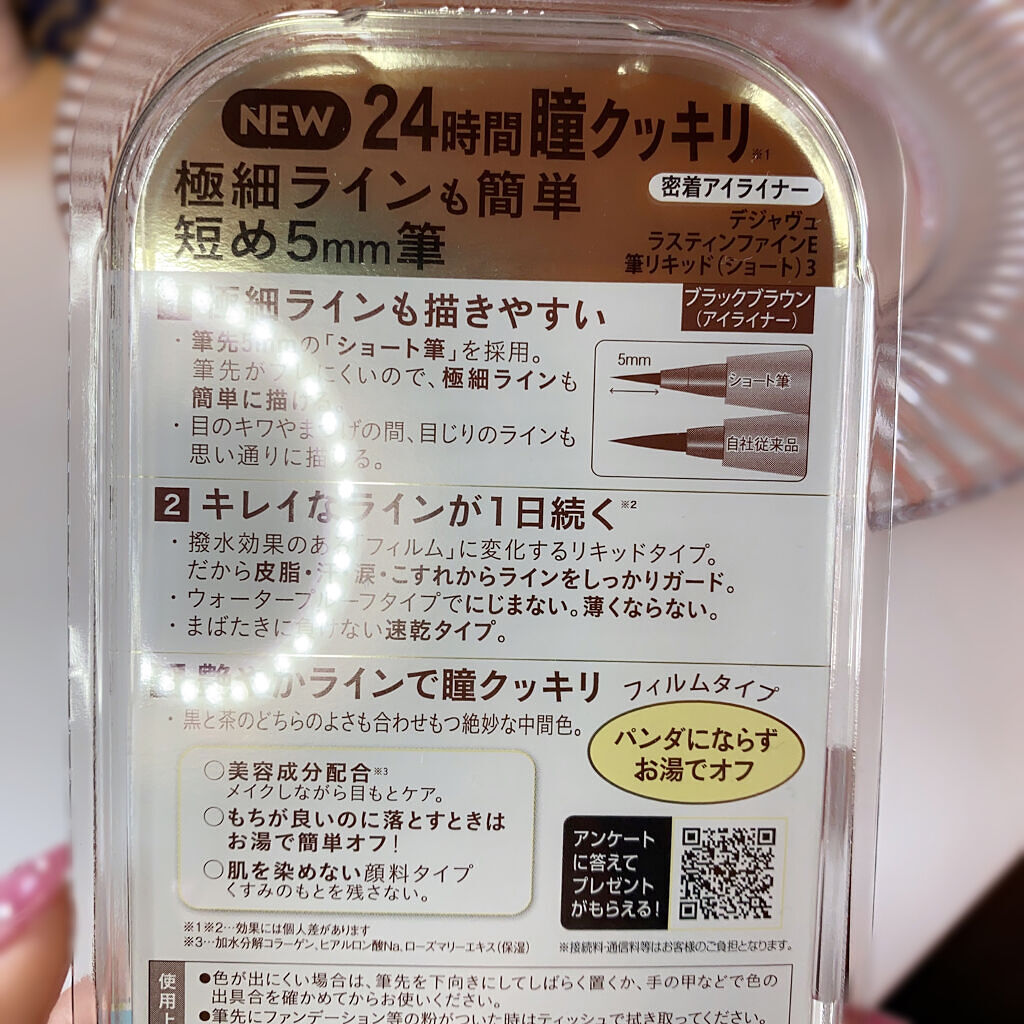 NEW 24時間 瞳クッキリ※1
極細ラインも簡単
短め5mm筆
密着アイライナー
デジャヴュ
ラスティンファインE
筆リキッド(ショート)3
ブラックブラウン
(アイライナー)
細ラインも描きやすい
・筆先5mmの「ショート筆」を採用。
筆先がブレにくいので、極細ラインも
簡単に描ける。
・目のキワやまつげの間、目じりのラインも
思い通りに描ける。
5mm
ショート筆
自社従来品
2 キレイなラインが1日続く※2
・撥水効果のある「フィルム」に変化するリキッドタイプ。
だから皮脂・汗・涙・こすれからラインをしっかりガード。
・ウォータープルーフタイプでにじまない。薄くならない。
・まばたきに負けない速乾タイプ。
艶やかラインで瞳クッキリ
・黒と茶のどちらのよさも合わせもつ絶妙な中間色。
フィルムタイプ
パンダにならず
お湯でオフ
○美容成分配合※3
メイクしながら目もとケア。
○もちが良いのに落とすときは
お湯で簡単オフ!
○肌を染めない顔料タイプ
くすみのもとを残さない。
アンケート
に答えて
プレゼント
がもらえる!
※1※2…効果には個人差があります
※3…加水分解コラーゲン、ヒアルロン酸Na、ローズマリーエキス(保湿)
※接続料・通信料等はお客様のご負担となります。
使用上
●色が出にくい場合は、筆先を下向きにしてしばらく置くか、手の甲などで色の
出具合を確かめてからお使いください。
●筆先にファンデーション等の粉がついた時はティッシュで拭き取ってください。